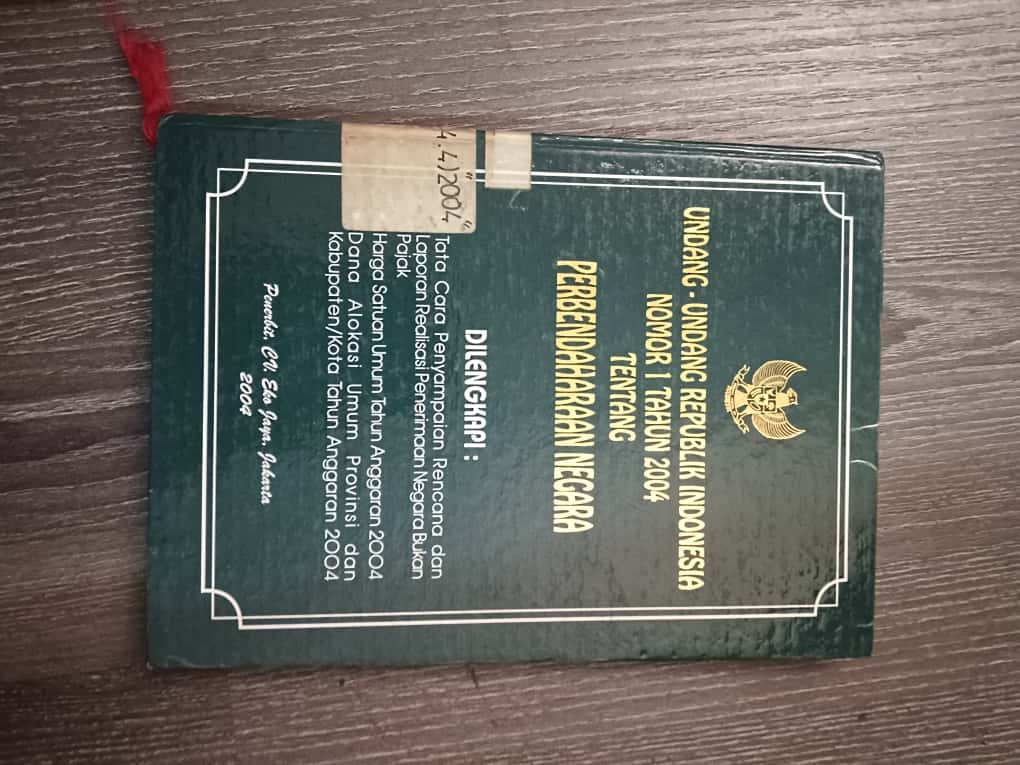 UNDANG - UNDANG REPUBLIK INDONESIA
NOMOR 1 TAHUN 2004
TENTANG
PERBENDAHARAAN NEGARA
DILENGKAPI :
4.4)"2004"
Tata Cara Penyampaian Rencana dan
Laporan Realisasi Penerimaan Negara Bukan
Pajak
Harga Satuan Umum Tahun Anggaran 2004
Dana Alokasi Umum Provinsi dan
Kabupaten/Kota Tahun Anggaran 2004
Penerbit, CV. Eko Jaya, Jakarta
2004